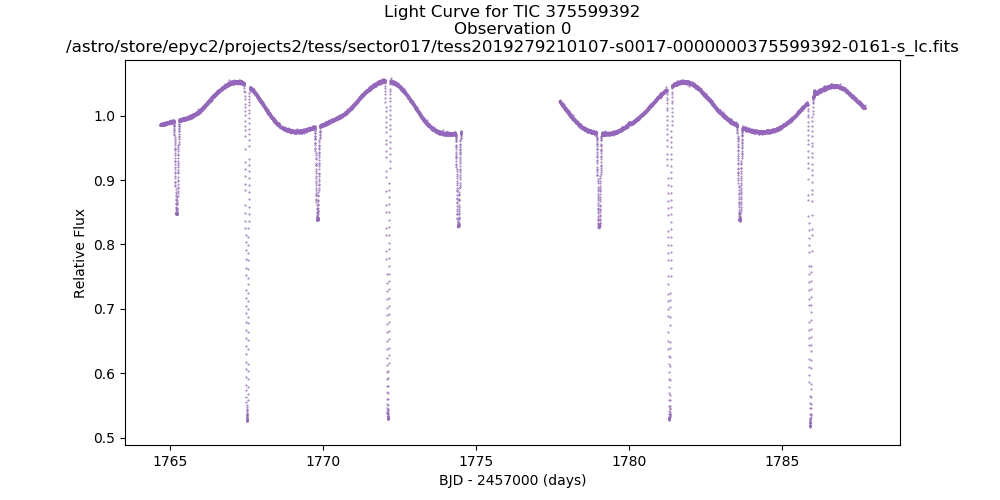 Light Curve for TIC 375599392
Observation 0
/astro/store/epyc2/projects2/tess/sector017/tess2019279210107-s0017-0000000375599392-0161-s_lc.fits
Relative Flux
1.0
0.9
0.8
0.7
0.6
0.5
1765
1770
1775
1780
1785
BJD - 2457000 (days)